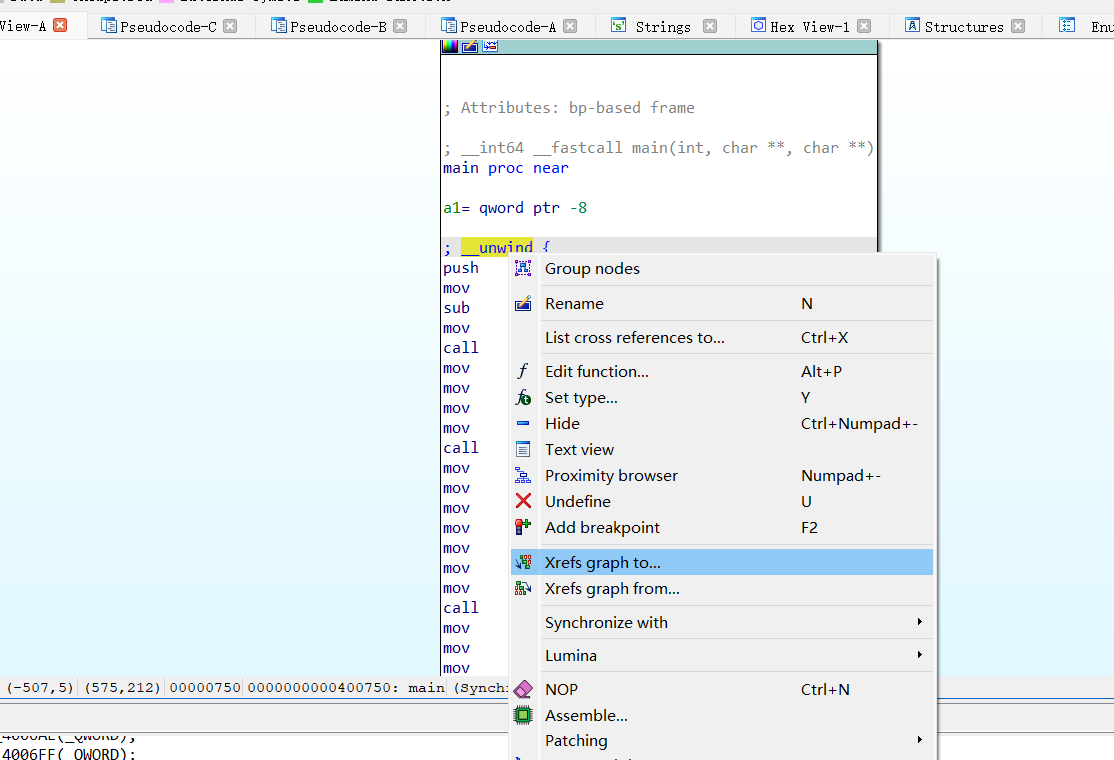 View-A Pseudocode-C Pseudocode-B Pseudocode-A Strings Hex View-1 Structures Enu
; Attributes: bp-based frame
; __int64 __fastcall main(int, char **, char **)
main proc near
a1= qword ptr -8
; __unwind {
push
mov
sub
mov
call
mov
mov
mov
mov
call
mov
mov
mov
mov
mov
mov
mov
call
mov
mov
mov
Group nodes
Rename N
List cross references to... Ctrl+X
Edit function... Alt+P
Set type... Y
Hide Ctrl+Numpad+-
Text view
Proximity browser Numpad+-
Undefine U
Add breakpoint F2
Xrefs graph to...
Xrefs graph from...
Synchronize with
Lumina
NOP Ctrl+N
Assemble...
Patching
(-507,5) (575,212) 00000750 0000000000400750: main (Synchr
4006FF(_QWORD);